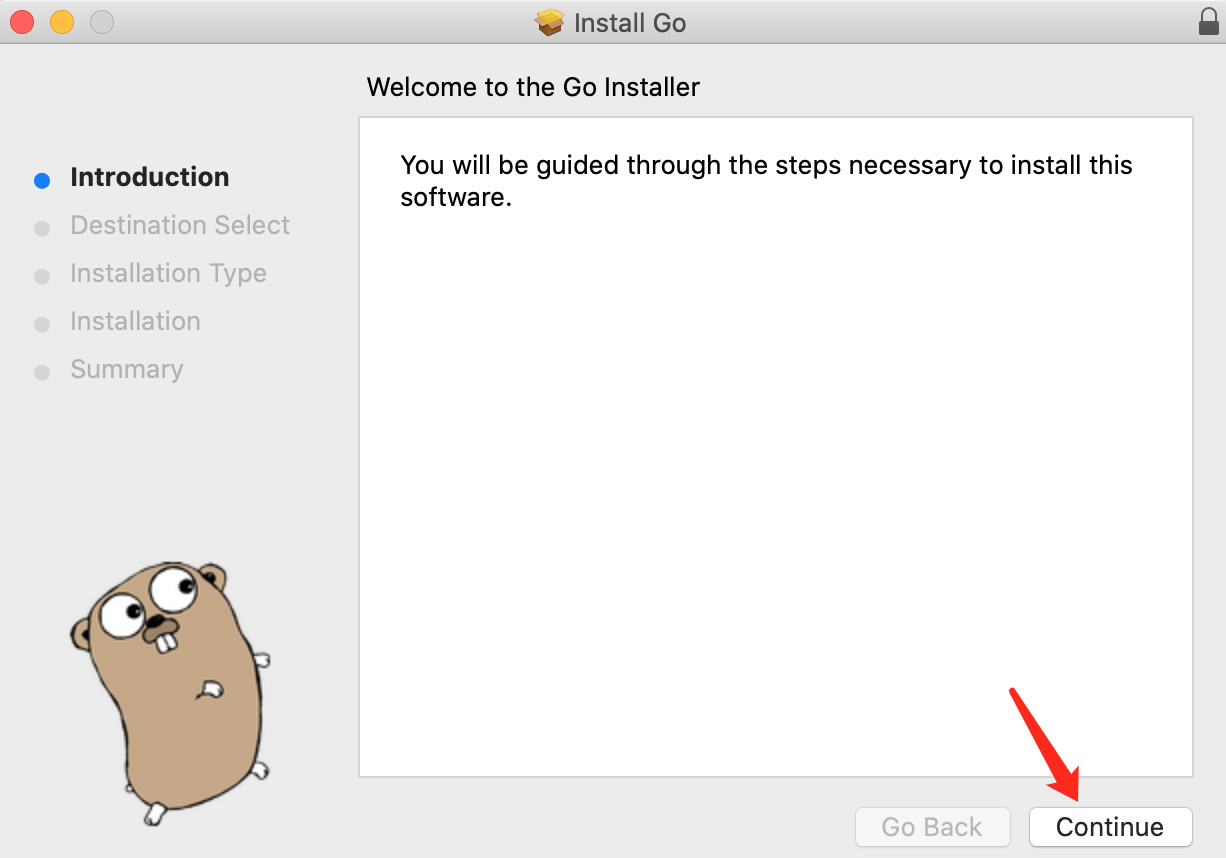 Install Go
Welcome to the Go Installer
Introduction
Destination Select
Installation Type
Installation
Summary
You will be guided through the steps necessary to install this
software.
Go Back
Continue